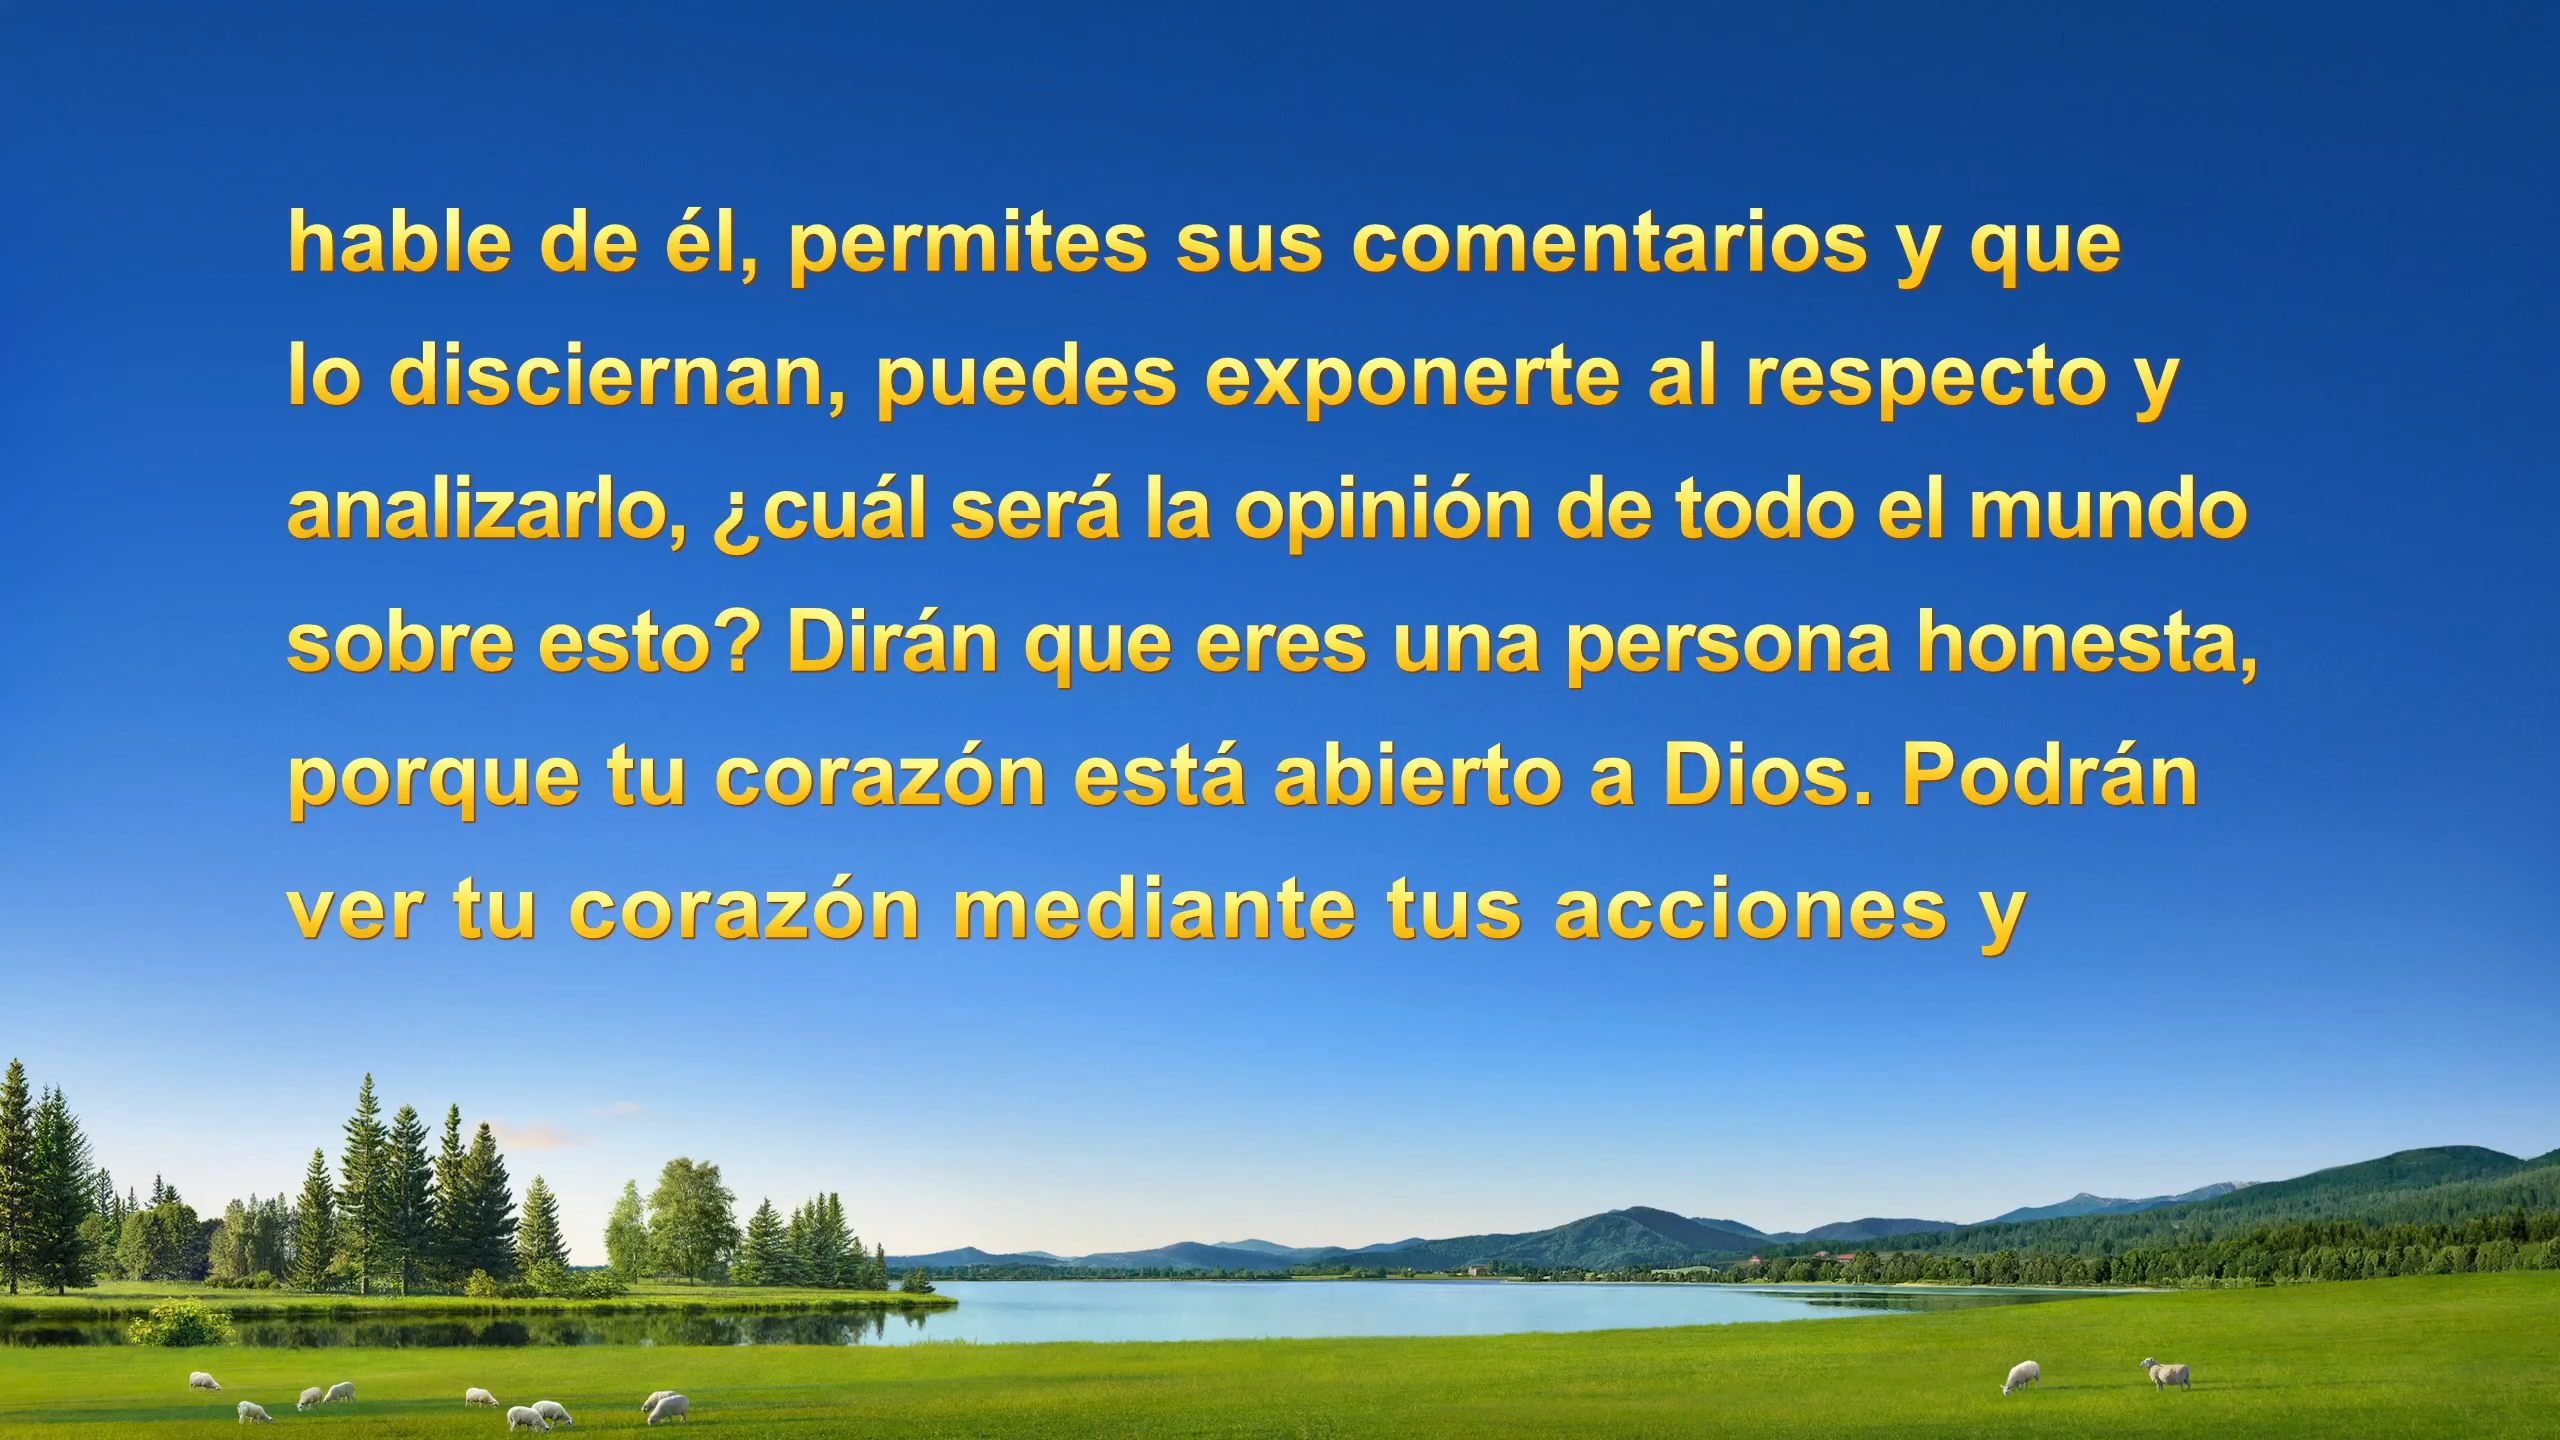 hable de él, permites sus comentarios y que
lo disciernan, puedes exponerte al respecto y
analizarlo, ¿cuál será la opinión de todo el mundo
sobre esto? Dirán que eres una persona honesta,
porque tu corazón está abierto a Dios. Podrán
ver tu corazón mediante tus acciones y